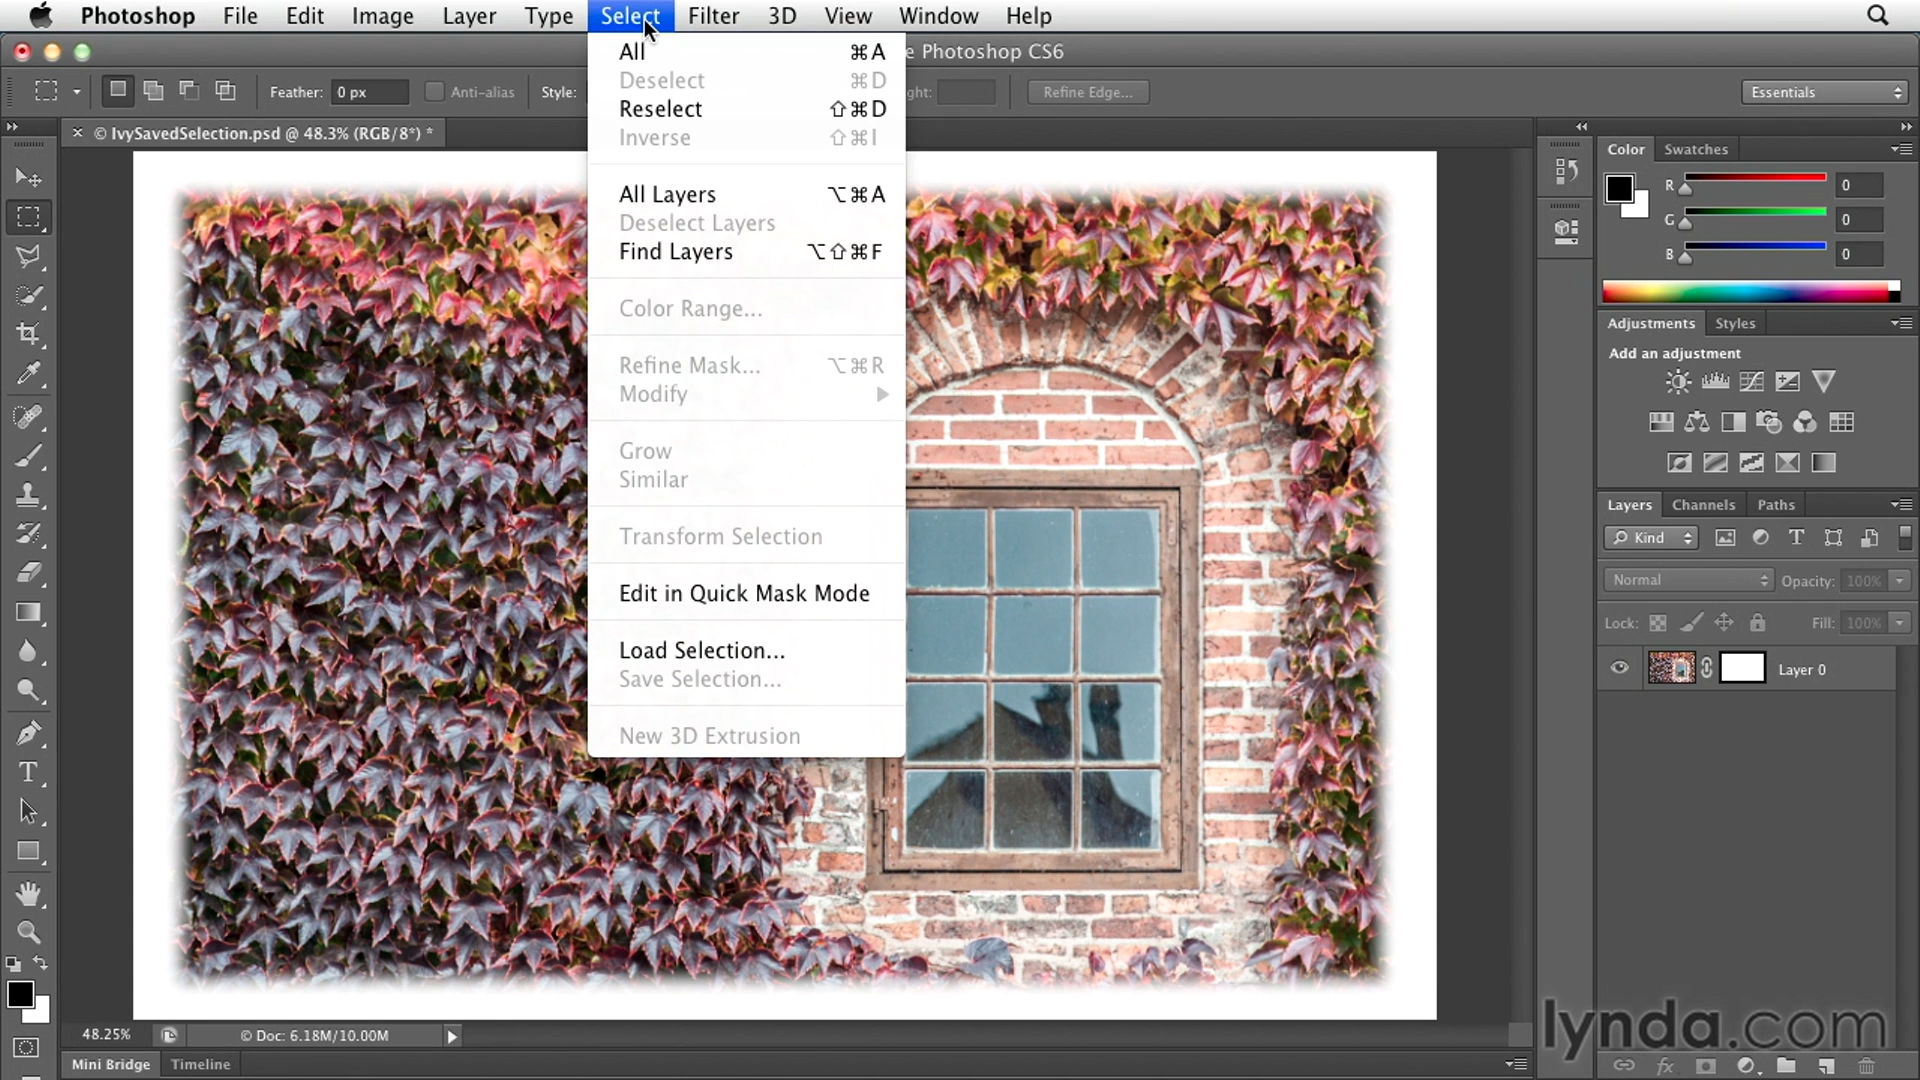 Photoshop File Edit Image Layer Type Select Filter 3D View Window Help
e Photoshop CS6
Feather: 0 px Anti-alias Style: ght: Refine Edge... Essentials
× © IvySavedSelection.psd @ 48.3% (RGB/8*) *
All ⌘A
Deselect ⌘D
Reselect ⇧⌘D
Inverse ⇧⌘I
All Layers ⌥⌘A
Deselect Layers
Find Layers ⌥⇧⌘F
Color Range...
Refine Mask... ⌥⌘R
Modify ▶
Grow
Similar
Transform Selection
Edit in Quick Mask Mode
Load Selection...
Save Selection...
New 3D Extrusion
Color Swatches
R 0
G 0
B 0
Adjustments Styles
Add an adjustment
Layers Channels Paths
Kind T
Normal Opacity: 100%
Lock: Fill: 100%
Layer 0
T
48.25% © Doc: 6.18M/10.00M
Mini Bridge Timeline
lynda.com
fx